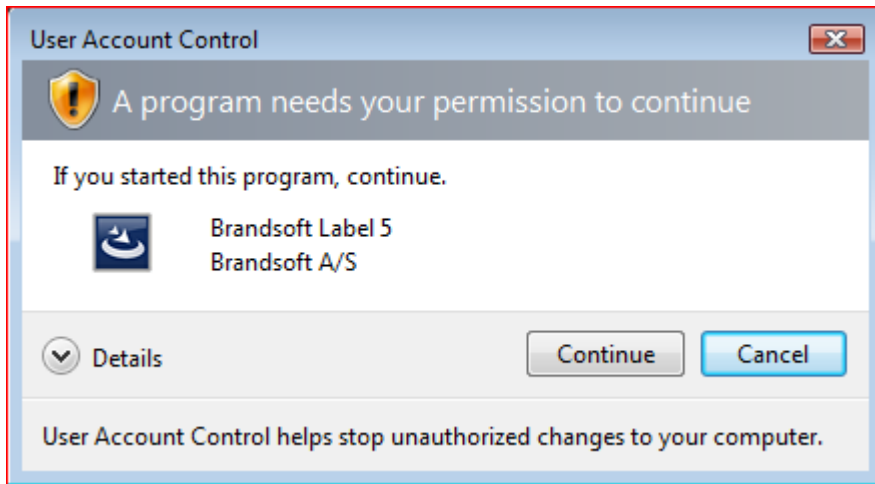 User Account Control
A program needs your permission to continue
If you started this program, continue.
Brandsoft Label 5
Brandsoft A/S
Details
Continue
Cancel
User Account Control helps stop unauthorized changes to your computer.